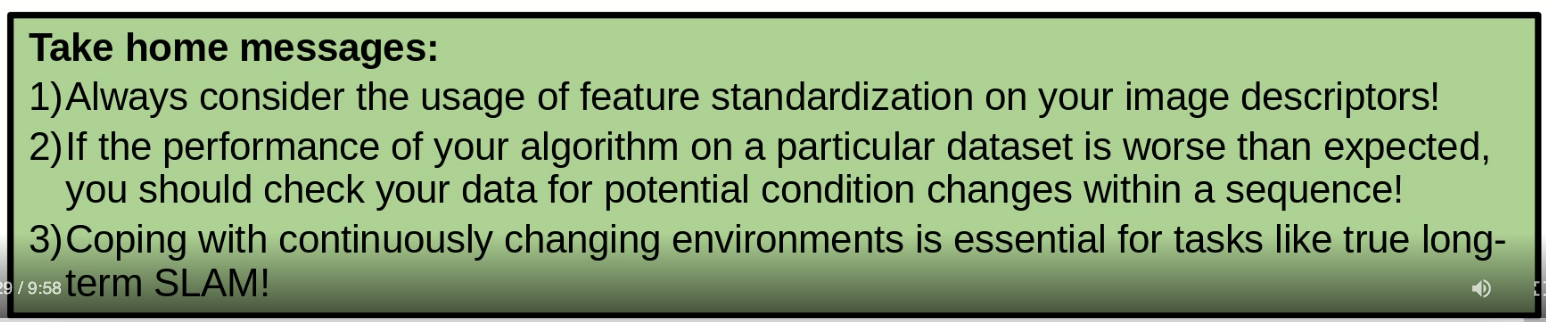 Take home messages:
1)Always consider the usage of feature standardization on your image descriptors!
2)If the performance of your algorithm on a particular dataset is worse than expected,
you should check your data for potential condition changes within a sequence!
3)Coping with continuously changing environments is essential for tasks like true long-
term SLAM!
9 / 9:58